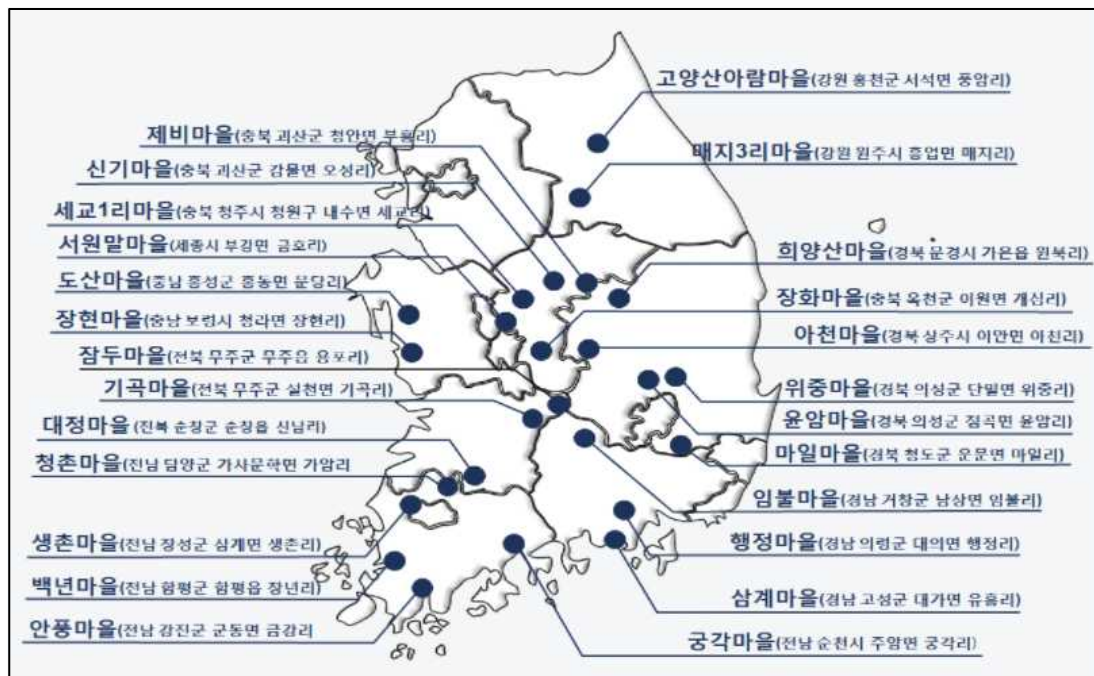 고양산아람마을(강원 홍천군 서석면 풍암리)
제비마을(충북 괴산군 청안면 부흥리)
매지3리마을(강원 원주시 흥업면 매지리)
신기마을(충북 괴산군 감물면 오성리)
세교1리마을(충북 청주시 청원구 내수면 세교리)
서원말마을(세종시 부강면 금호리)
희양산마을(경북 문경시 가은읍 원북리)
도산마을(충남 홍성군 홍동면 문당리)
장화마을(충북 옥천군 이원면 개심리)
장현마을(충남 보령시 청라면 장현리)
아천마을(경북 상주시 이안면 아천리)
잠두마을(전북 무주군 무주읍 용포리)
기곡마을(전북 무주군 설천면 기곡리)
위중마을(경북 의성군 단밀면 위중리)
대정마을(전북 순창군 순창읍 신남리)
윤암마을(경북 의성군 점곡면 윤암리)
청촌마을(전남 담양군 가사문학면 가암리
마일마을(경북 청도군 운문면 마일리)
임불마을(경남 거창군 남상면 임불리)
생촌마을(전남 장성군 삼계면 생촌리)
행정마을(경남 의령군 대의면 행정리)
백년마을(전남 함평군 함평읍 장년리)
삼계마을(경남 고성군 대가면 유흥리)
안풍마을(전남 강진군 군동면 금강리
궁각마을(전남 순천시 주암면 궁각리)